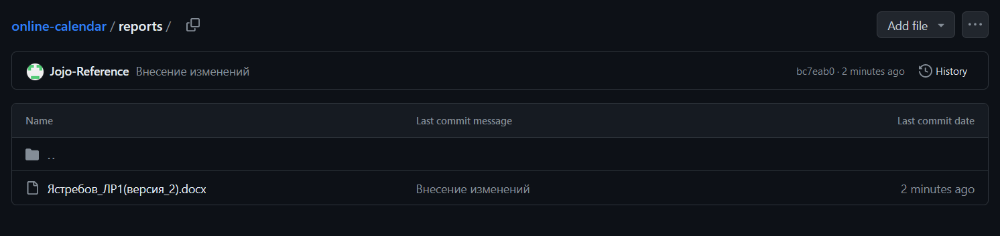 online-calendar / reports /
Add file
Jojo-Reference Внесение изменений
bc7eab0 · 2 minutes ago
History
Name Last commit message Last commit date
..
Ястребов_ЛР1(версия_2).docx Внесение изменений 2 minutes ago